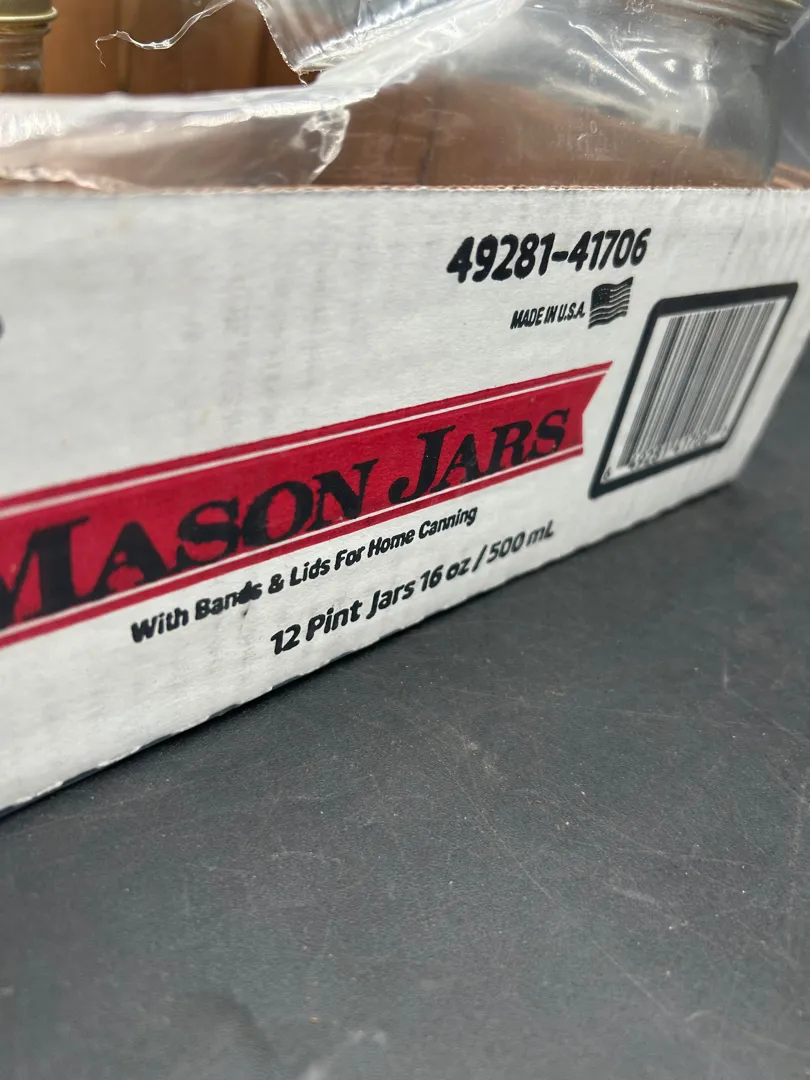 49281-41706
MADE IN U.S.A.
MASON JARS
With Bands & Lids For Home Canning
12 Pint Jars 16 oz / 500 mL